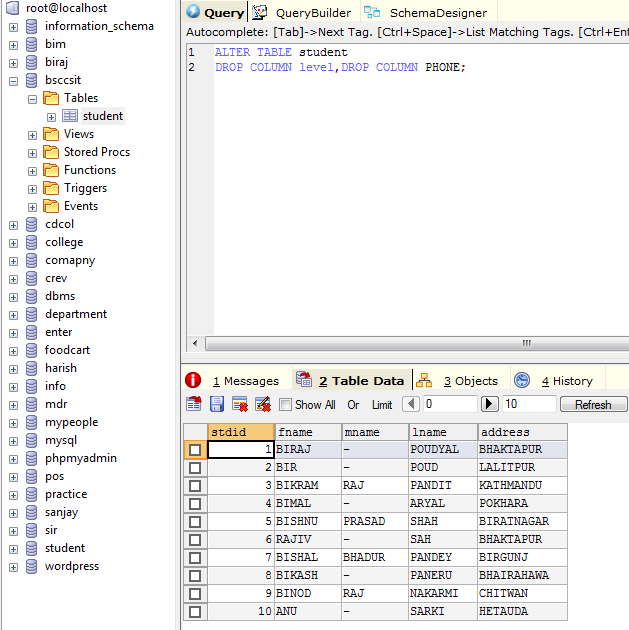 root@localhost
information_schema
bim
biraj
bsccsit
Tables
student
Views
Stored Procs
Functions
Triggers
Events
cdcol
college
comapny
crev
dbms
department
enter
foodcart
harish
info
mdr
mypeople
mysql
phpmyadmin
pos
practice
sanjay
sir
student
wordpress
Query QueryBuilder SchemaDesigner
Autocomplete: [Tab]->Next Tag. [Ctrl+Space]->List Matching Tags. [Ctrl+Ent
1 ALTER TABLE student
2 DROP COLUMN level,DROP COLUMN PHONE;
1 Messages 2 Table Data 3 Objects 4 History
Show All Or Limit 0 10 Refresh
stdid fname mname lname address
1 BIRAJ - POUDYAL BHAKTAPUR
2 BIR - POUD LALITPUR
3 BIKRAM RAJ PANDIT KATHMANDU
4 BIMAL - ARYAL POKHARA
5 BISHNU PRASAD SHAH BIRATNAGAR
6 RAJIV - SAH BHAKTAPUR
7 BISHAL BHADUR PANDEY BIRGUNJ
8 BIKASH - PANERU BHAIRAHAWA
9 BINOD RAJ NAKARMI CHITWAN
10 ANU - SARKI HETAUDA